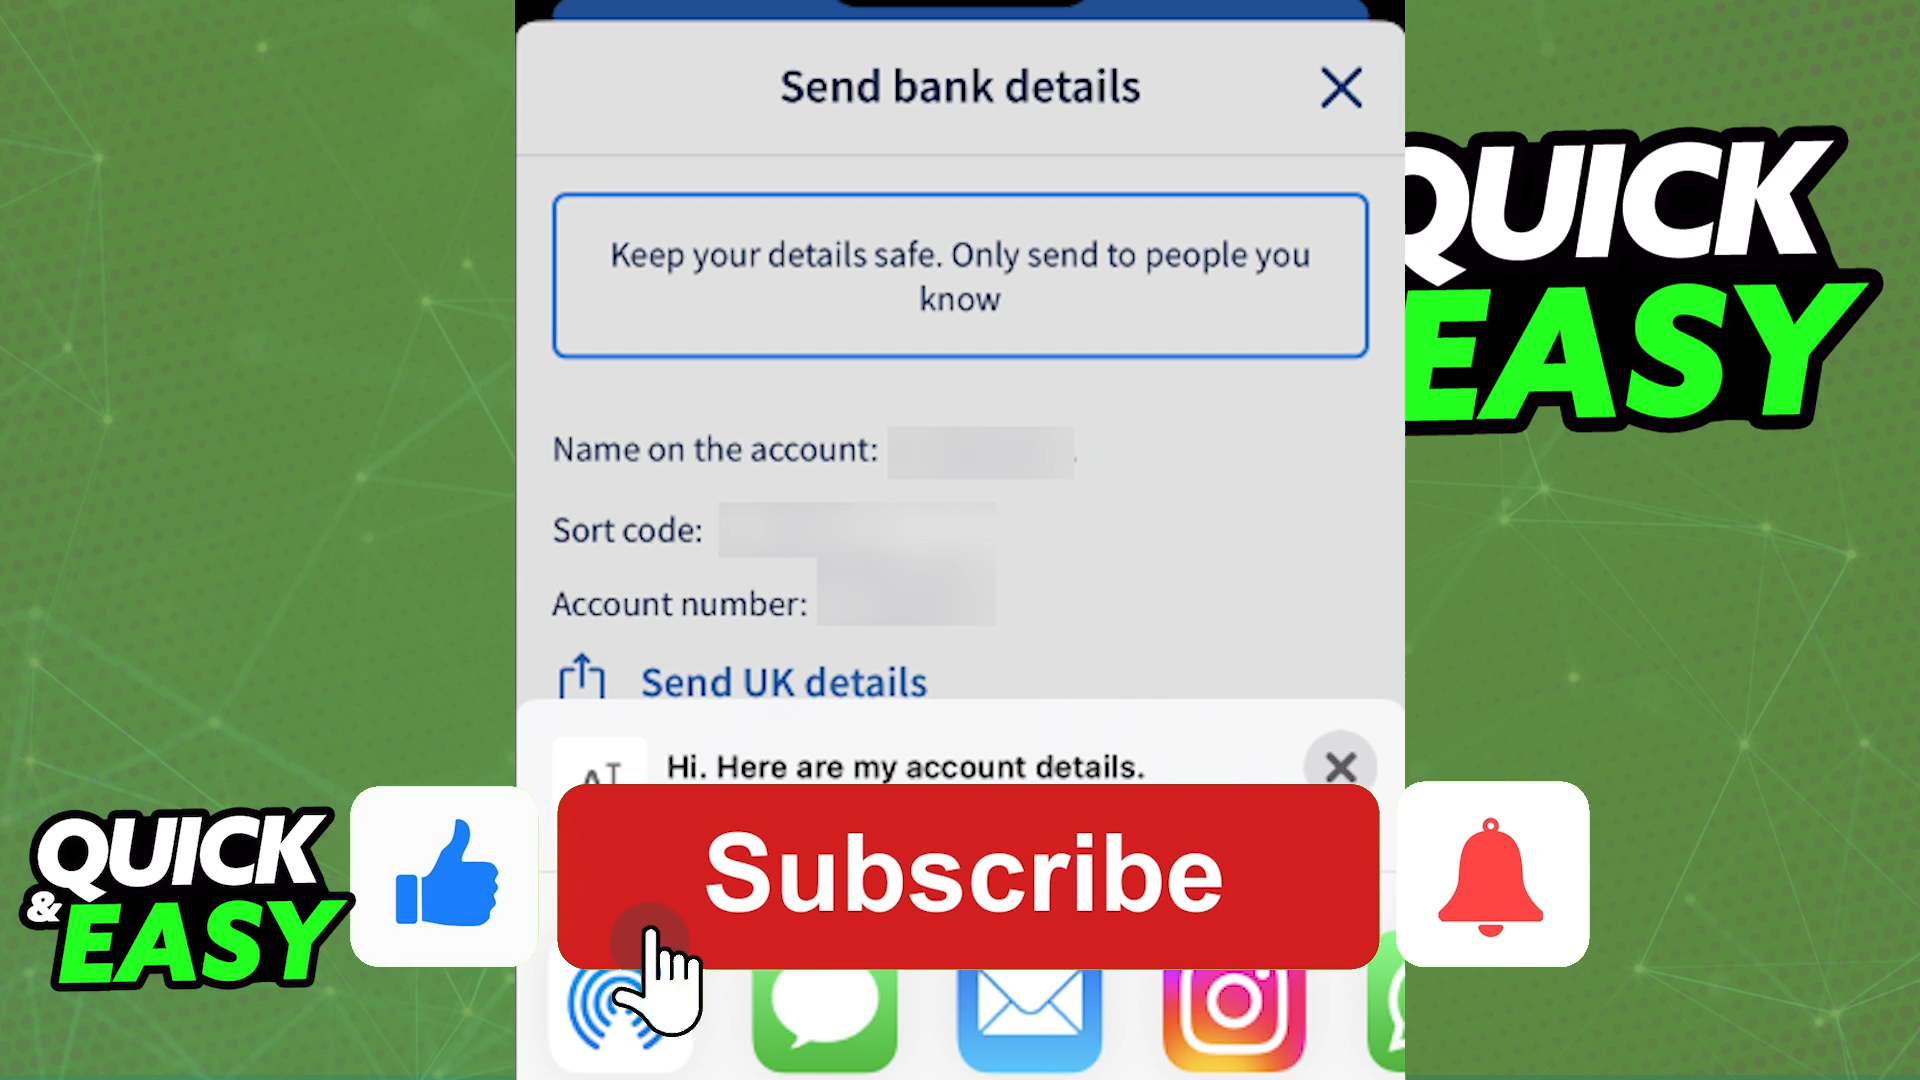 Send bank details
Keep your details safe. Only send to people you
know
Name on the account:
Sort code:
Account number:
Send UK details
Hi. Here are my account details.
Subscribe
QUICK
EASY
QUICK
&
EASY